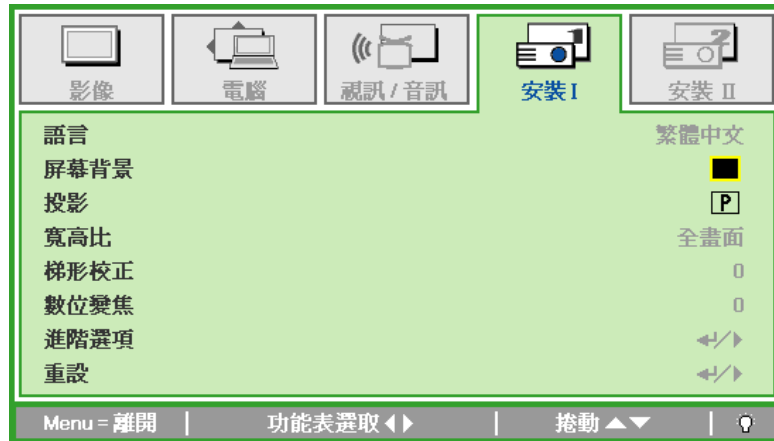 影像
電腦
視訊 / 音訊
安裝 I
安裝 II
語言 繁體中文
屏幕背景
投影 P
寬高比 全畫面
梯形校正 0
數位變焦 0
進階選項
重設
Menu = 離開 功能表選取 捲動